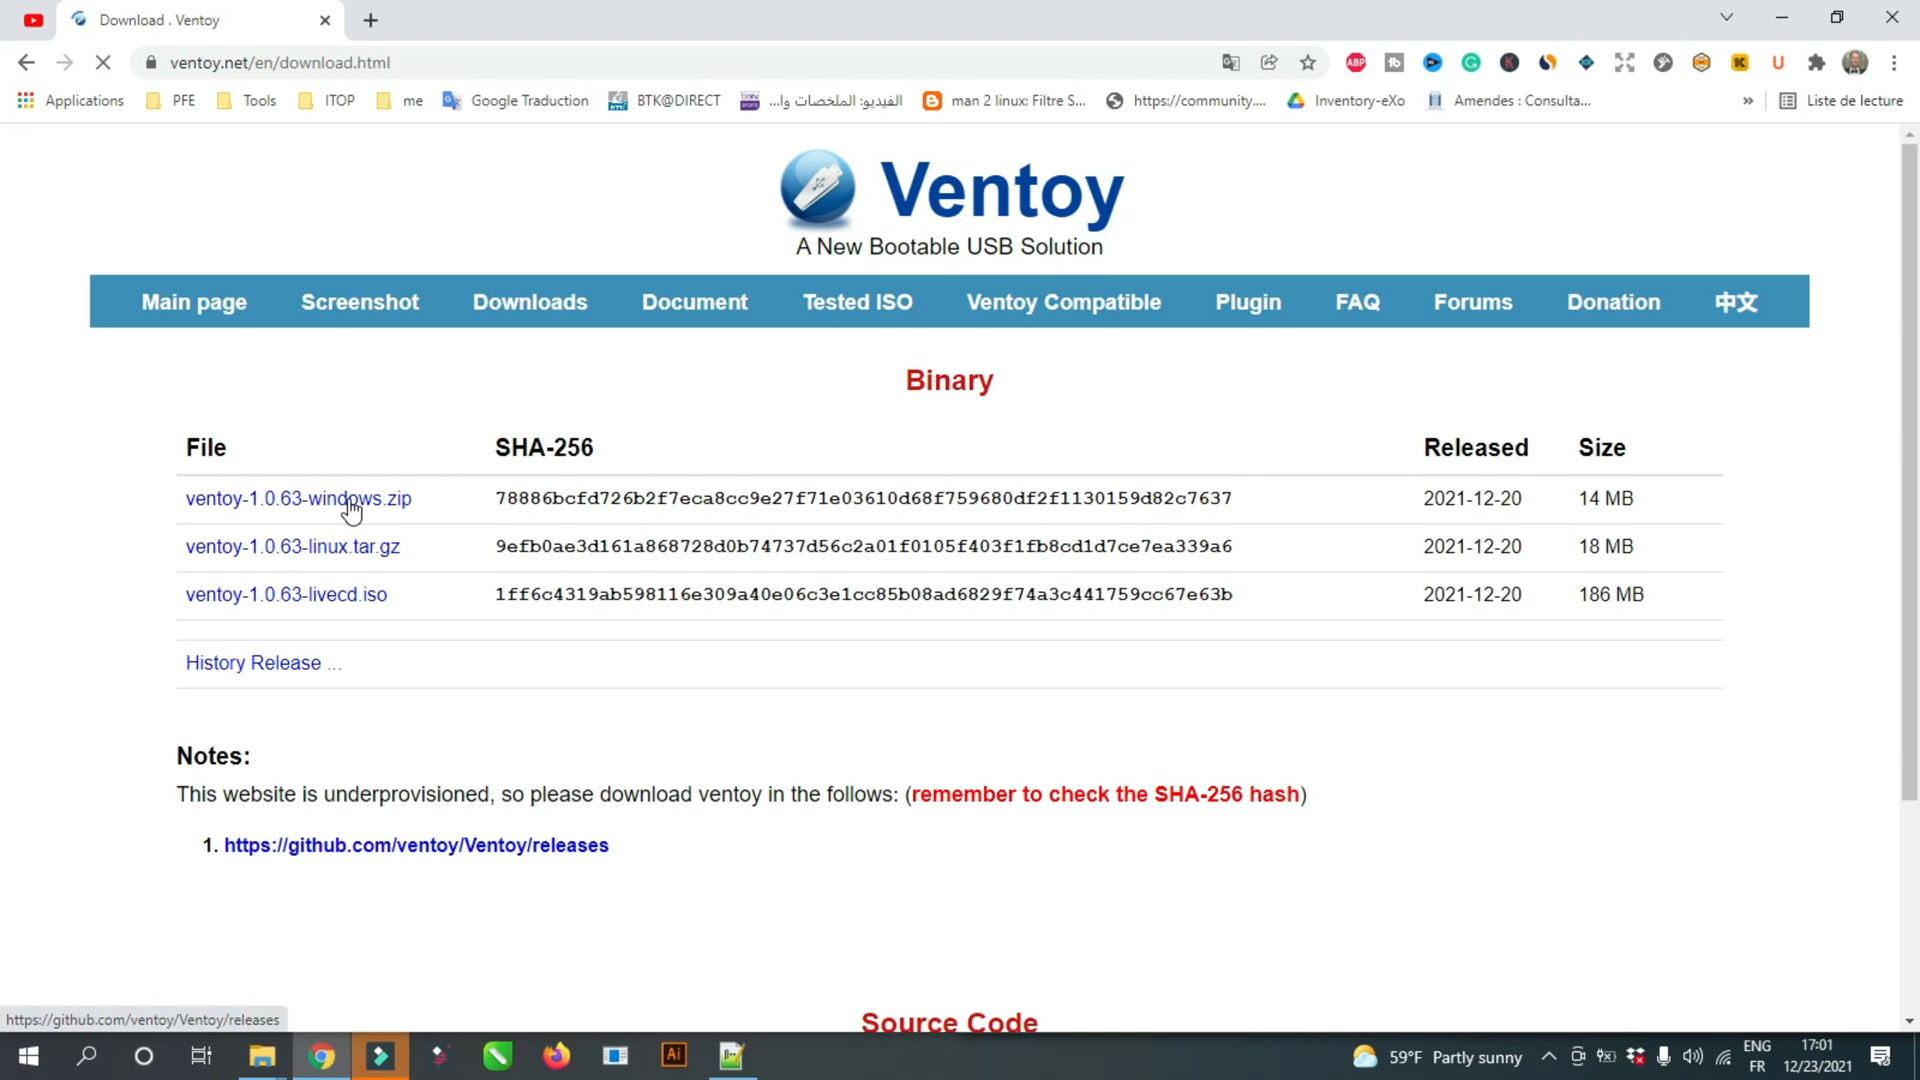 Download . Ventoy
ventoy.net/en/download.html
ABP
Applications
PFE
Tools
ITOP
me
Google Traduction
BTK@DIRECT
الفيديو: الملخصات وا...
man 2 linux: Filtre S...
https://community....
Inventory-eXo
Amendes : Consulta...
»
Liste de lecture
Ventoy
A New Bootable USB Solution
Main page Screenshot Downloads Document Tested ISO Ventoy Compatible Plugin FAQ Forums Donation 中文
Binary
File SHA-256 Released Size
ventoy-1.0.63-windows.zip 78886bcfd726b2f7eca8cc9e27f71e03610d68f759680df2f1130159d82c7637 2021-12-20 14 MB
ventoy-1.0.63-linux.tar.gz 9efb0ae3d161a868728d0b74737d56c2a01f0105f403f1fb8cd1d7ce7ea339a6 2021-12-20 18 MB
ventoy-1.0.63-livecd.iso 1ff6c4319ab598116e309a40e06c3e1cc85b08ad6829f74a3c441759cc67e63b 2021-12-20 186 MB
History Release ...
Notes:
This website is underprovisioned, so please download ventoy in the follows: (remember to check the SHA-256 hash)
1. https://github.com/ventoy/Ventoy/releases
Source Code
https://github.com/ventoy/Ventoy/releases
Ai
59°F Partly sunny
ENG
FR
17:01
12/23/2021